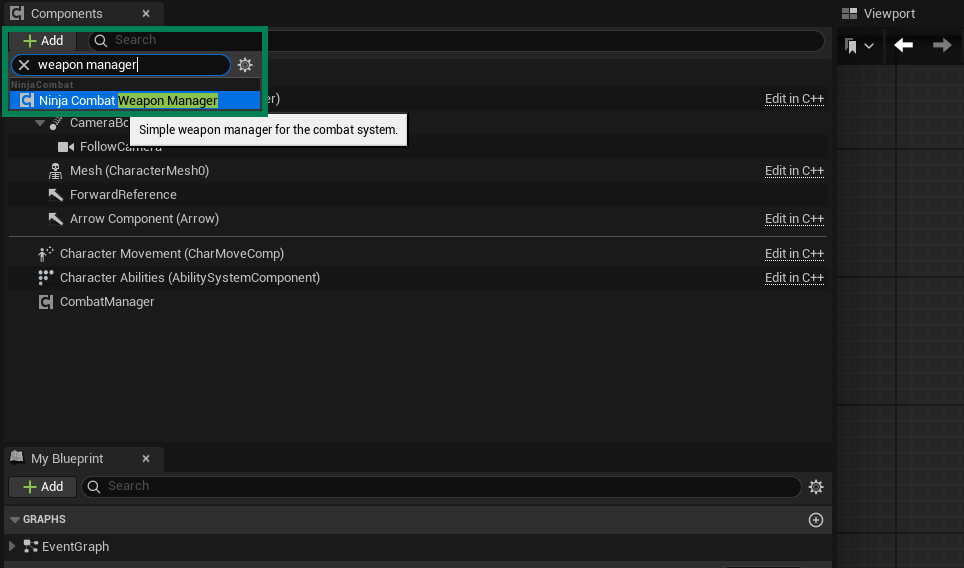 Components
Viewport
Add
Search
weapon manager
NinjaCombat
Ninja Combat Weapon Manager
er)
Edit in C++
CameraBo
Simple weapon manager for the combat system.
FollowCamera
Mesh (CharacterMesh0)
Edit in C++
ForwardReference
Arrow Component (Arrow)
Edit in C++
Character Movement (CharMoveComp)
Edit in C++
Character Abilities (AbilitySystemComponent)
Edit in C++
CombatManager
My Blueprint
Add
Search
GRAPHS
EventGraph